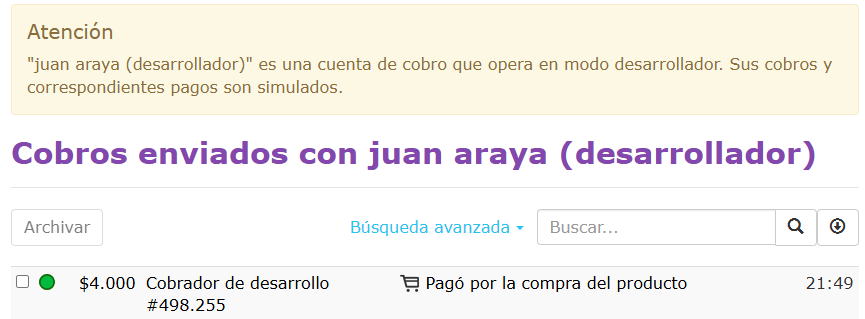 Atención
"juan araya (desarrollador)" es una cuenta de cobro que opera en modo desarrollador. Sus cobros y
correspondientes pagos son simulados.
Cobros enviados con juan araya (desarrollador)
Archivar
Búsqueda avanzada
Buscar...
$4.000 Cobrador de desarrollo Pagó por la compra del producto 21:49
#498.255